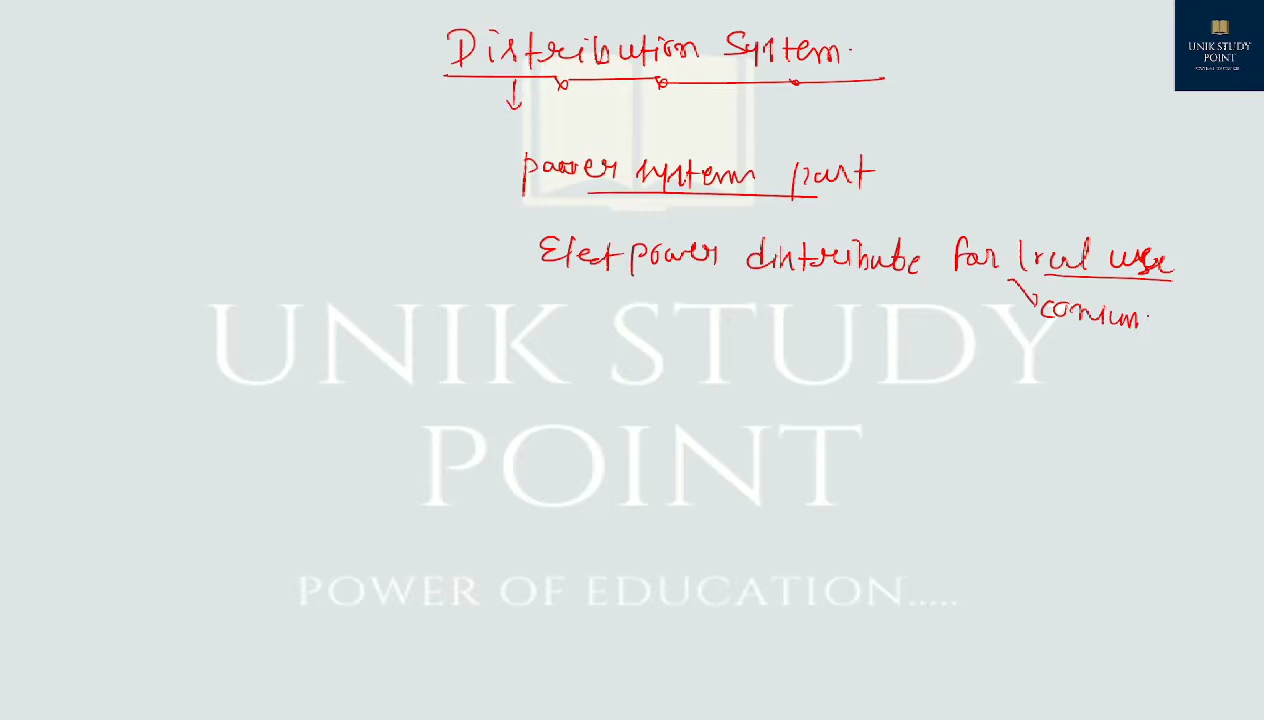 Distribution System.
UNIK STUDY
POINT
power system part
Elect power distribute for local use
consum.
UNIK STUDY
POINT
POWER OF EDUCATION.....